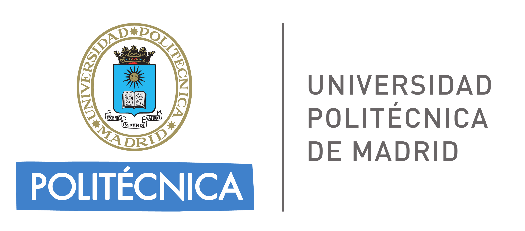 UNIVERSIDAD POLITECNICA
MADRID
POLITÉCNICA
UNIVERSIDAD
POLITÉCNICA
DE MADRID